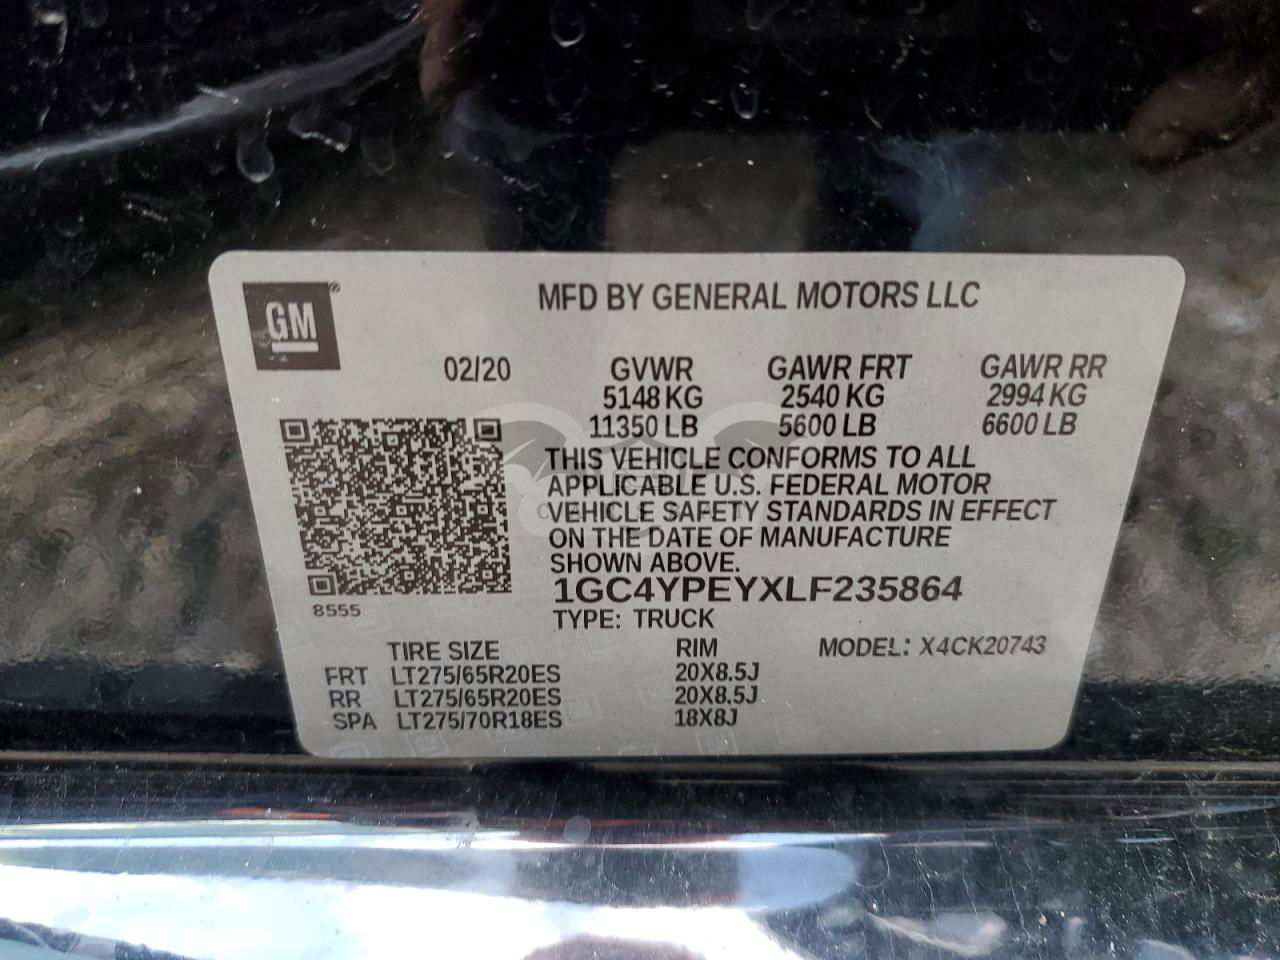 GM®
MFD BY GENERAL MOTORS LLC
02/20 GVWR GAWR FRT GAWR RR
5148 KG 2540 KG 2994 KG
11350 LB 5600 LB 6600 LB
THIS VEHICLE CONFORMS TO ALL
APPLICABLE U.S. FEDERAL MOTOR
VEHICLE SAFETY STANDARDS IN EFFECT
ON THE DATE OF MANUFACTURE
SHOWN ABOVE.
1GC4YPEYXLF235864
8555
TYPE: TRUCK
TIRE SIZE RIM MODEL: X4CK20743
FRT LT275/65R20ES 20X8.5J
RR LT275/65R20ES 20X8.5J
SPA LT275/70R18ES 18X8J